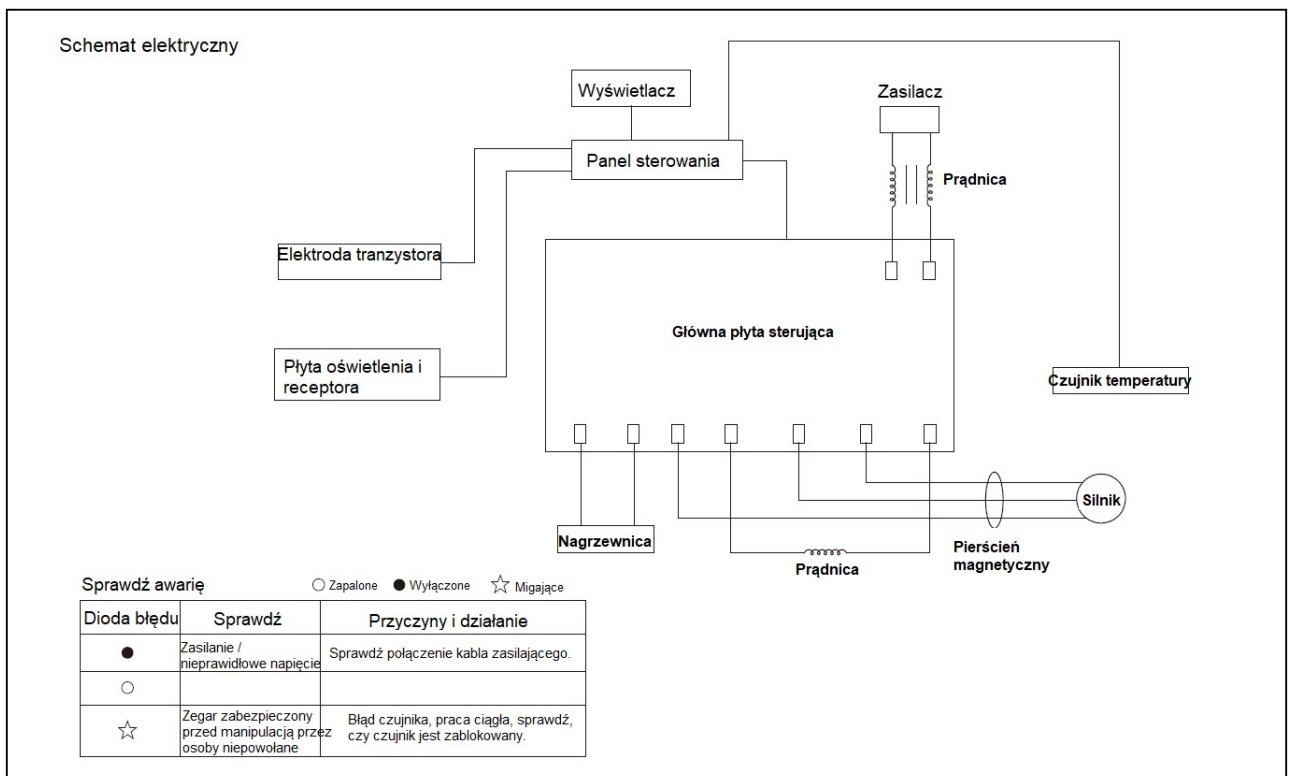 Schemat elektryczny
Wyświetlacz
Zasilacz
Panel sterowania
Prądnica
Elektroda tranzystora
Główna płyta sterująca
Płyta oświetlenia i
receptora
Czujnik temperatury
Silnik
Nagrzewnica
Pierścień
magnetyczny
Prądnica
Sprawdź awarię
Zapalone
Wyłączone
Migające
Dioda błędu
Sprawdź
Przyczyny i działanie
Zasilanie /
nieprawidłowe napięcie
Sprawdź połączenie kabla zasilającego.
Zegar zabezpieczony
przed manipulacją przez
osoby niepowołane
Błąd czujnika, praca ciągła, sprawdź,
czy czujnik jest zablokowany.